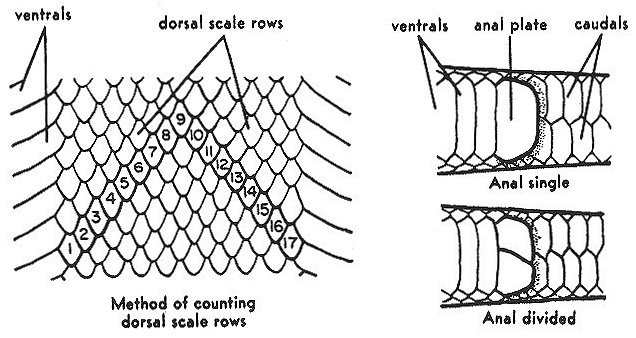 ventrals
dorsal scale rows
1 2 3 4 5 6 7 8 9 10 11 12 13 14 15 16 17
Method of counting
dorsal scale rows
ventrals anal plate caudals
Anal single
Anal divided